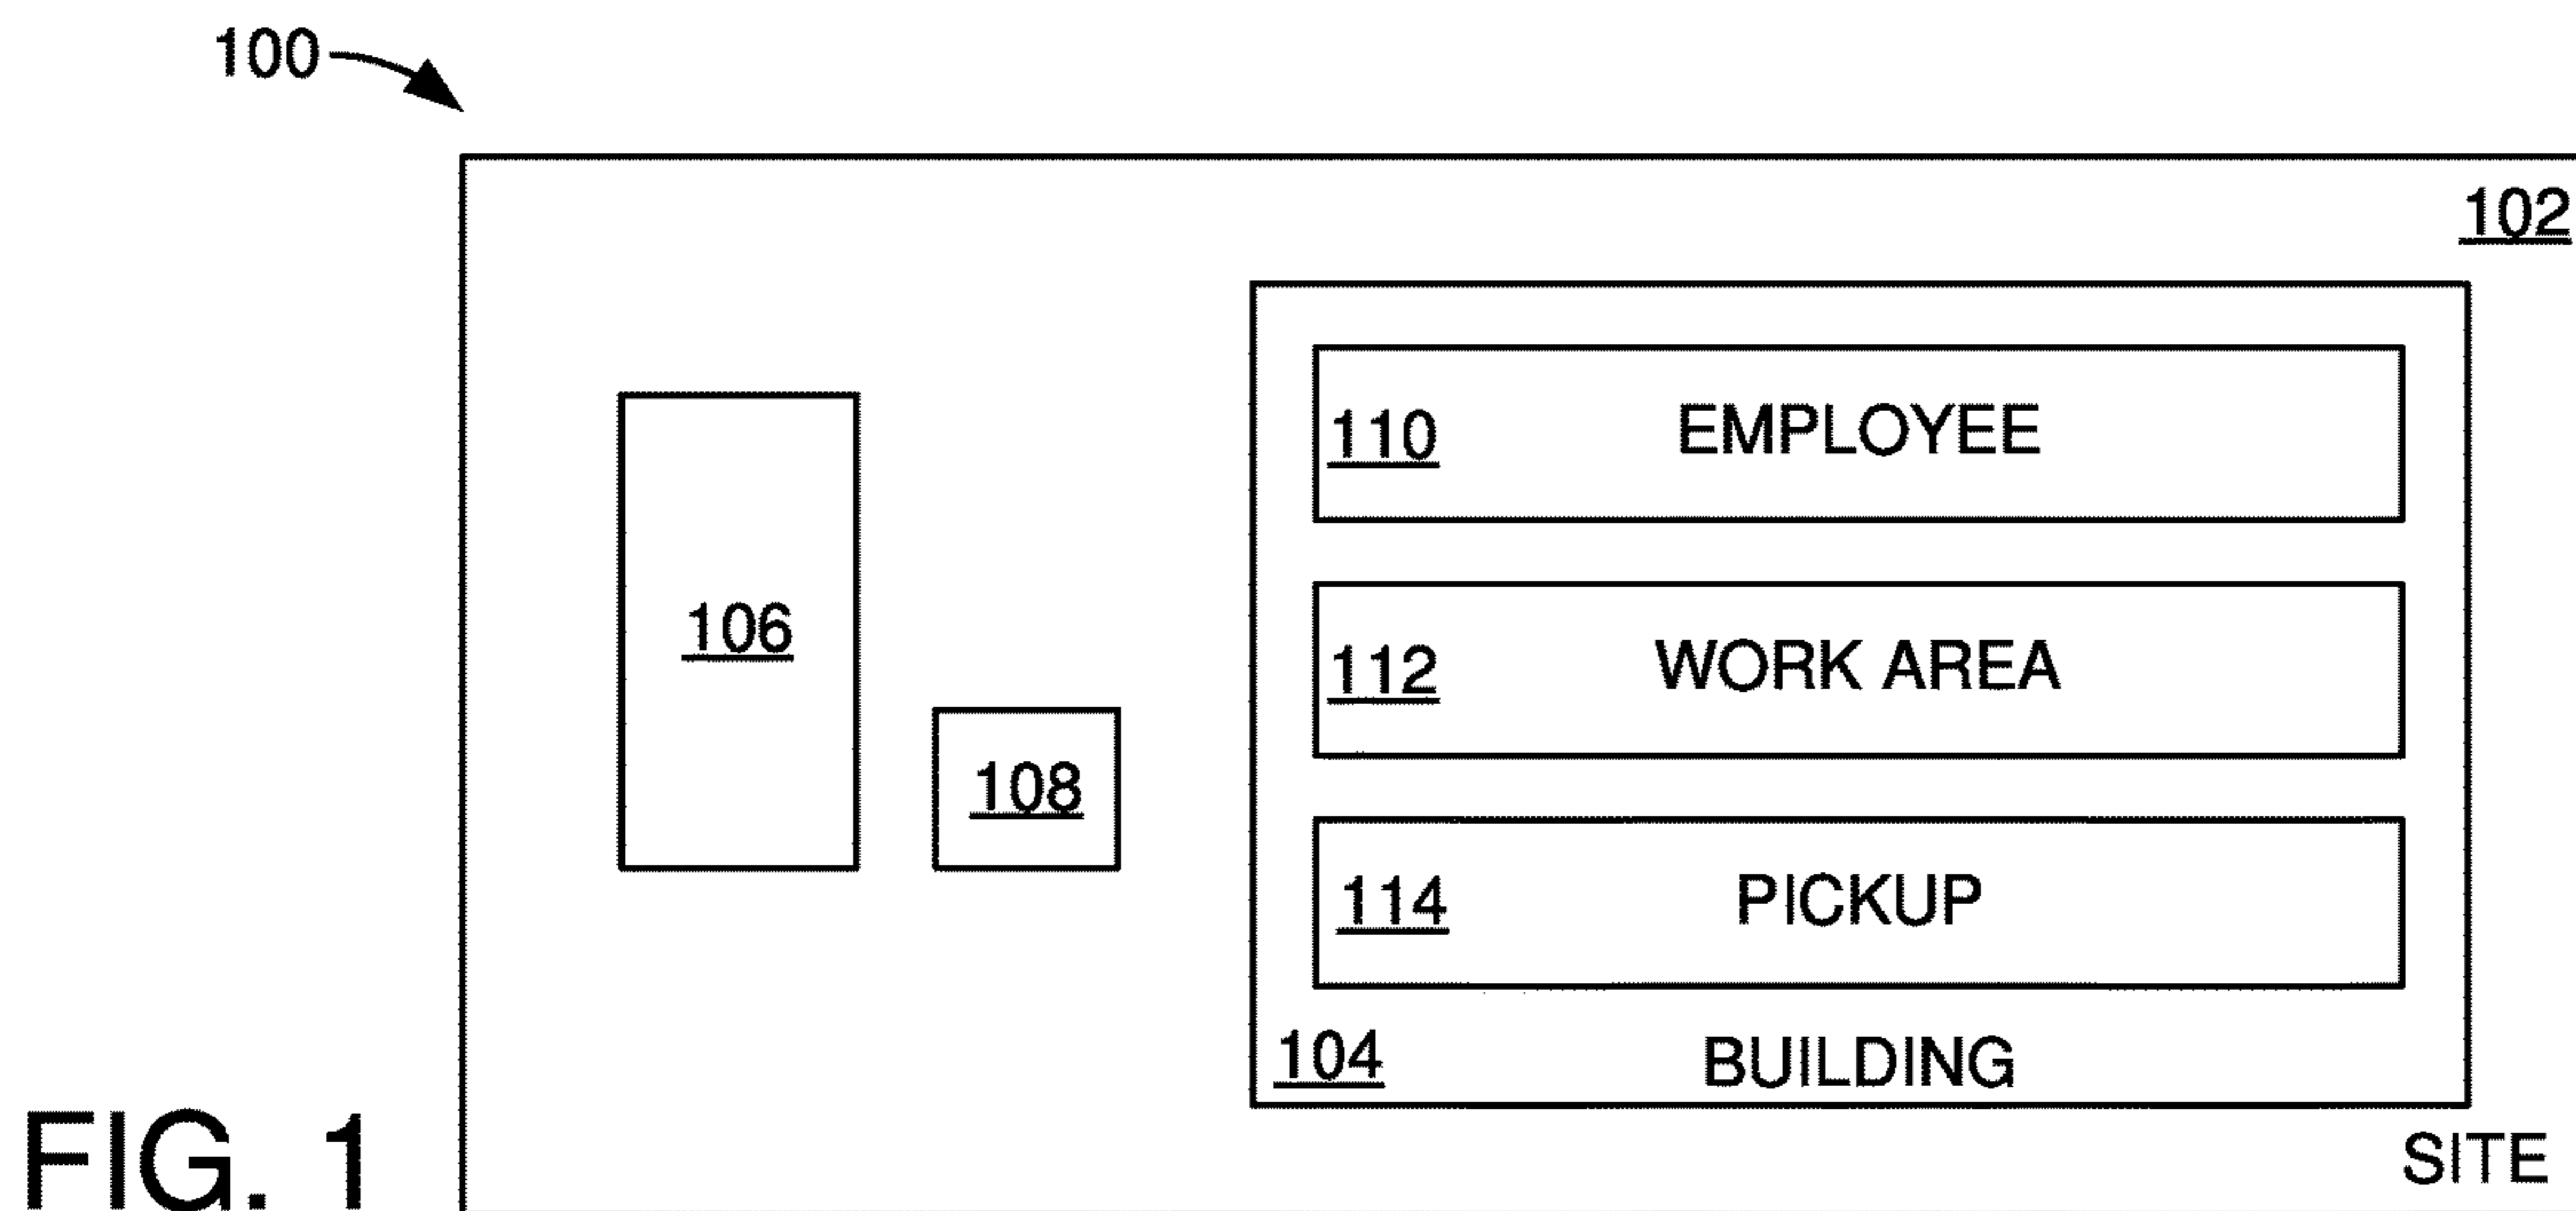 100
102
110 EMPLOYEE
106
112 WORK AREA
108
114 PICKUP
104 BUILDING
SITE
FIG. 1